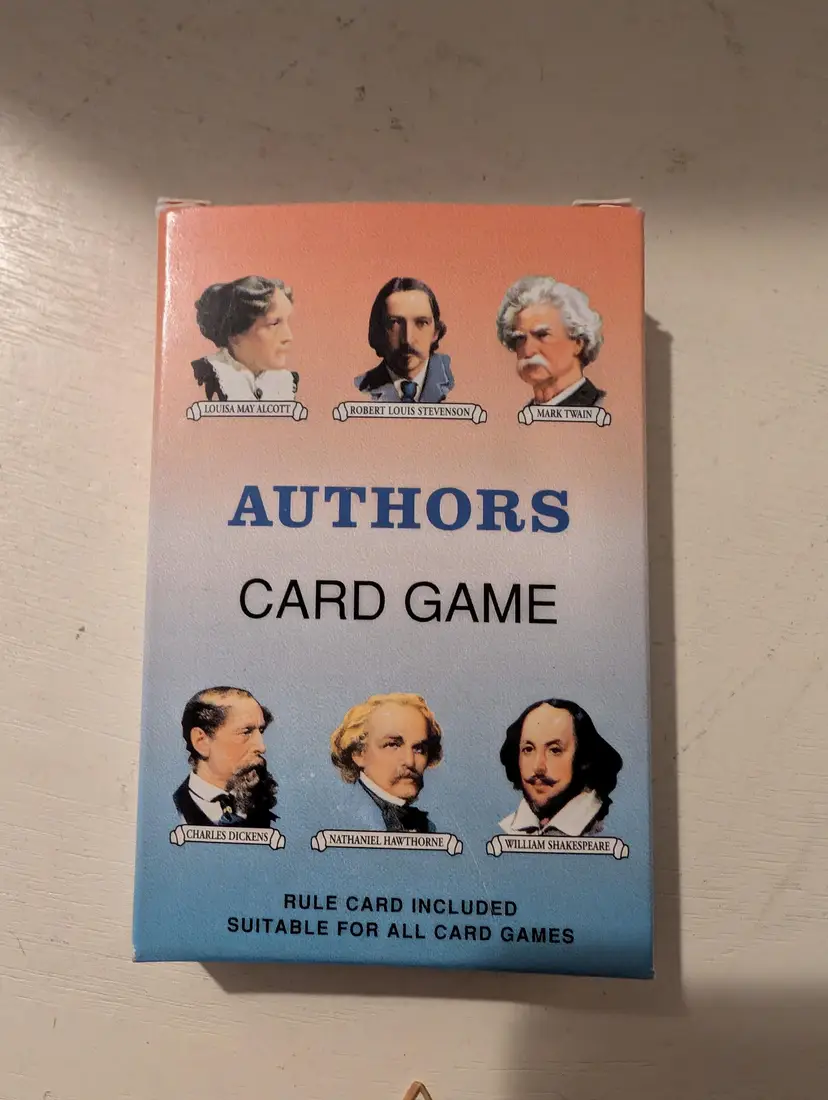 LOUISA MAY ALCOTT
ROBERT LOUIS STEVENSON
MARK TWAIN
AUTHORS
CARD GAME
CHARLES DICKENS
NATHANIEL HAWTHORNE
WILLIAM SHAKESPEARE
RULE CARD INCLUDED
SUITABLE FOR ALL CARD GAMES